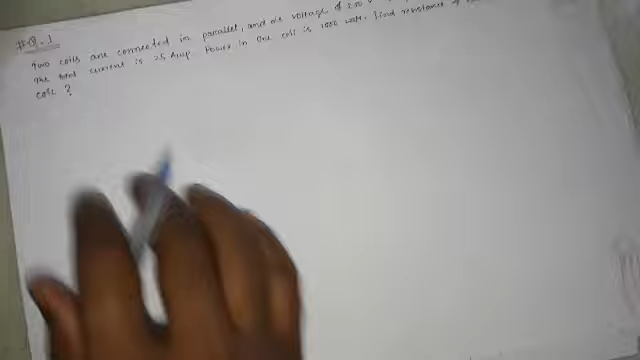 #Q.1
Two coils are connected in parallel, and voltage of 200 V
The total current is 25 Amp. Power in one coil is 1000 watt. Find resistance of
coil ?